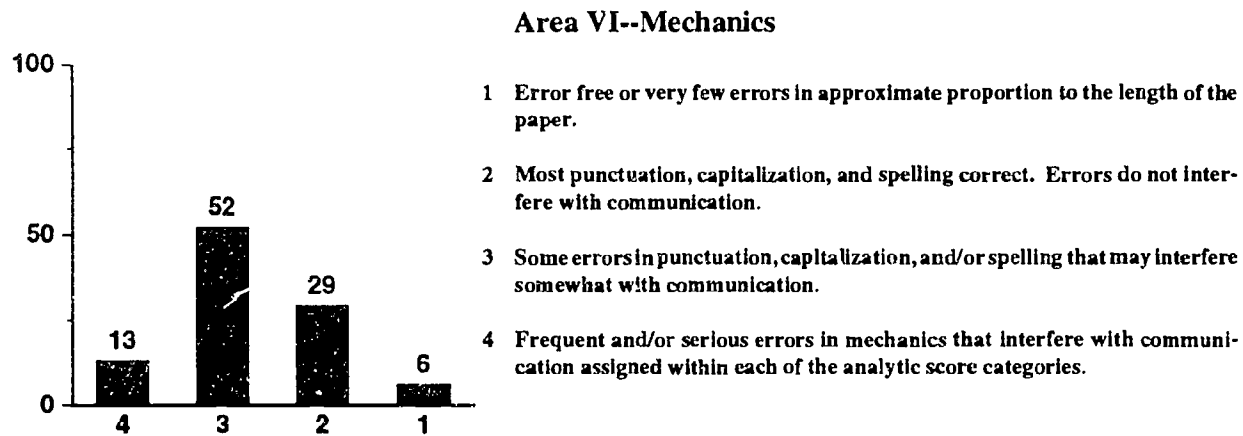 Area VI--Mechanics
100
50
0
13
52
29
6
4
3
2
1
1 Error free or very few errors in approximate proportion to the length of the
paper.
2 Most punctuation, capitalization, and spelling correct. Errors do not inter-
fere with communication.
3 Some errors in punctuation, capitalization, and/or spelling that may interfere
somewhat with communication.
4 Frequent and/or serious errors in mechanics that interfere with communi-
cation assigned within each of the analytic score categories.